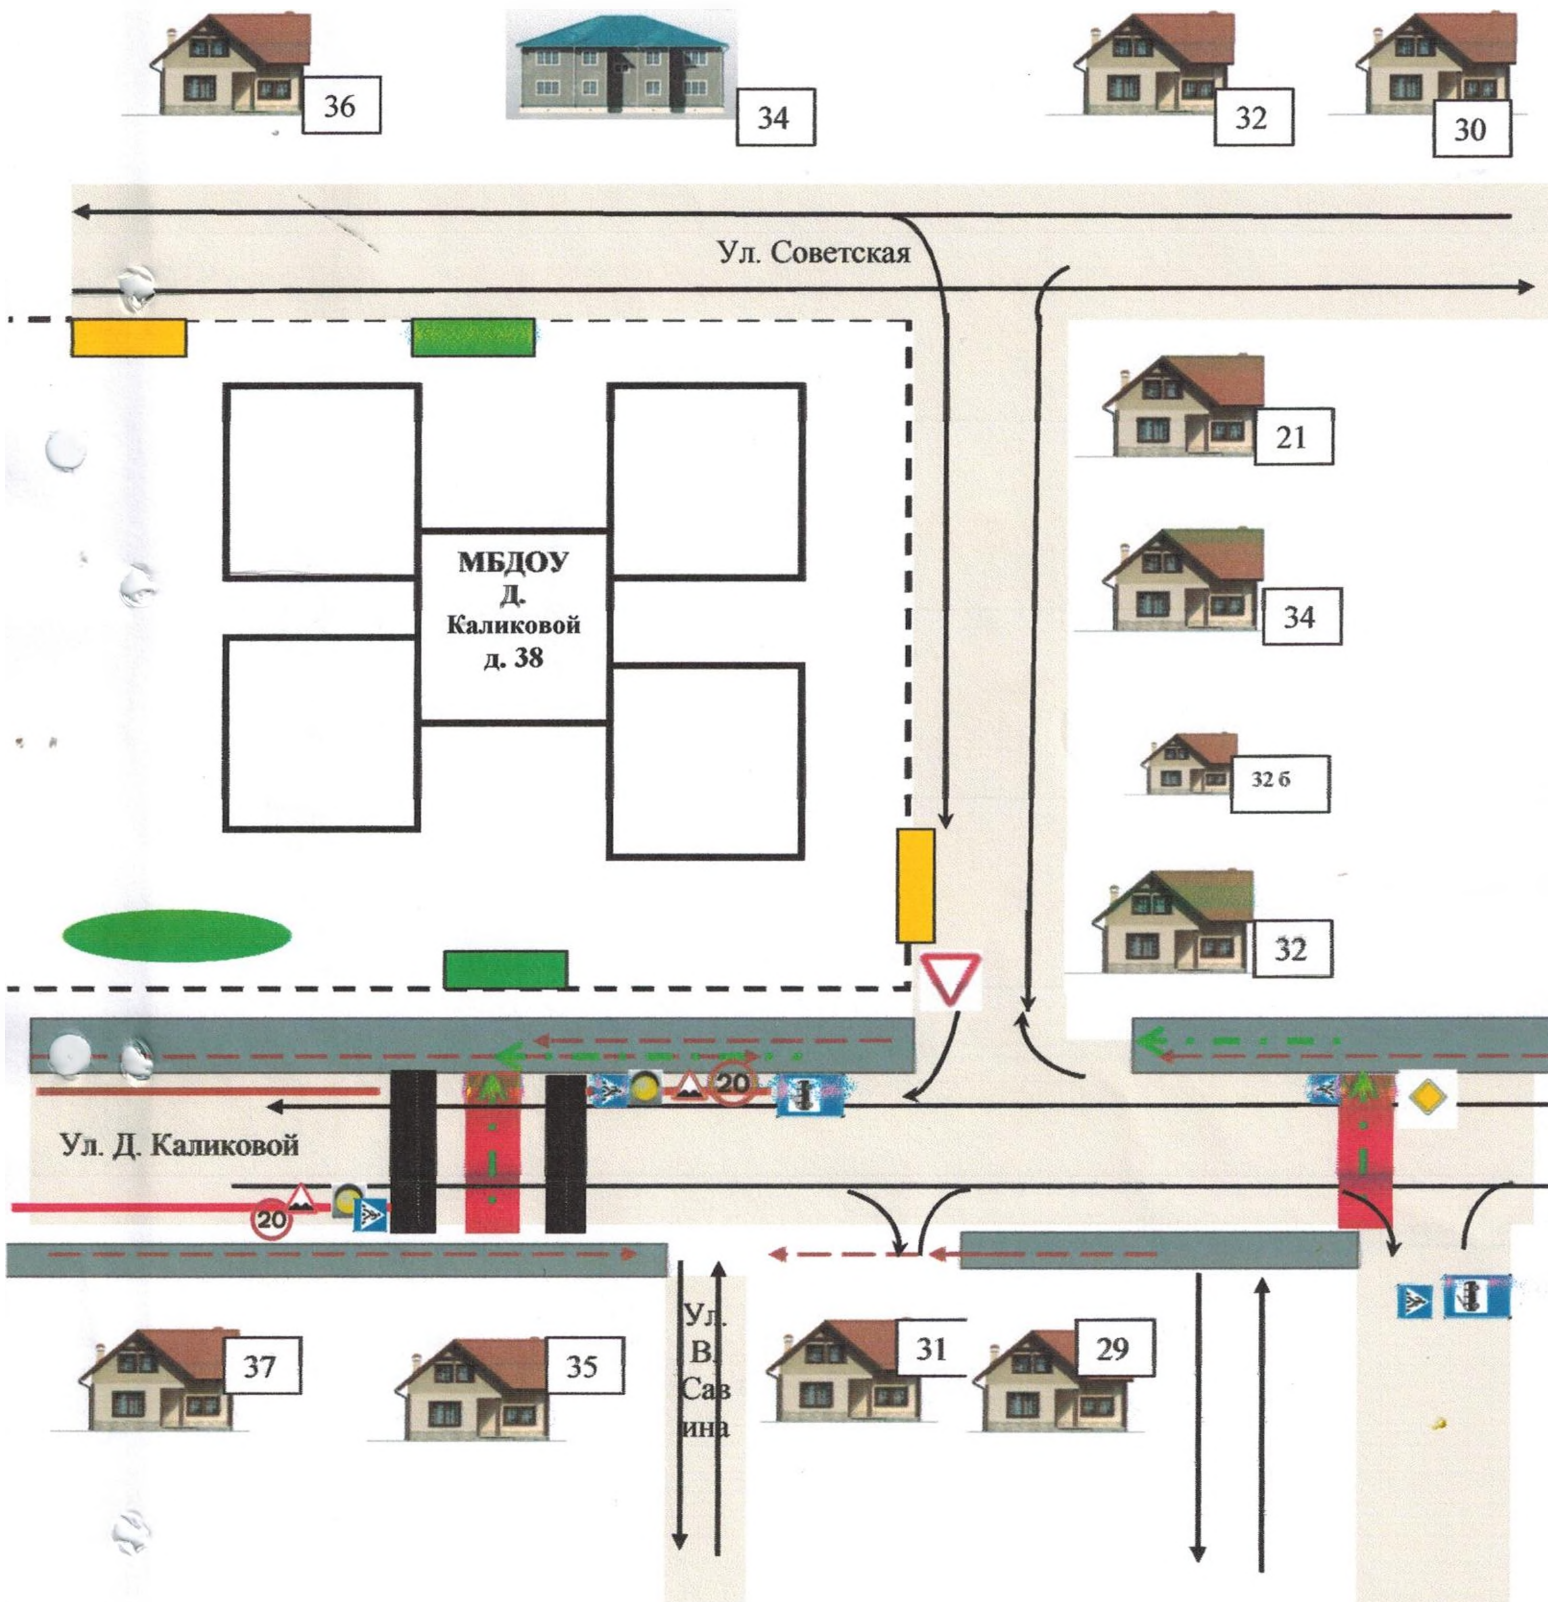 36
34
32
30
Ул. Советская
21
МБДОУ
Д.
Каликовой
д. 38
34
32 б
32
20
Ул. Д. Каликовой
20
37
35
Ул.
В.
Сав
ина
31
29